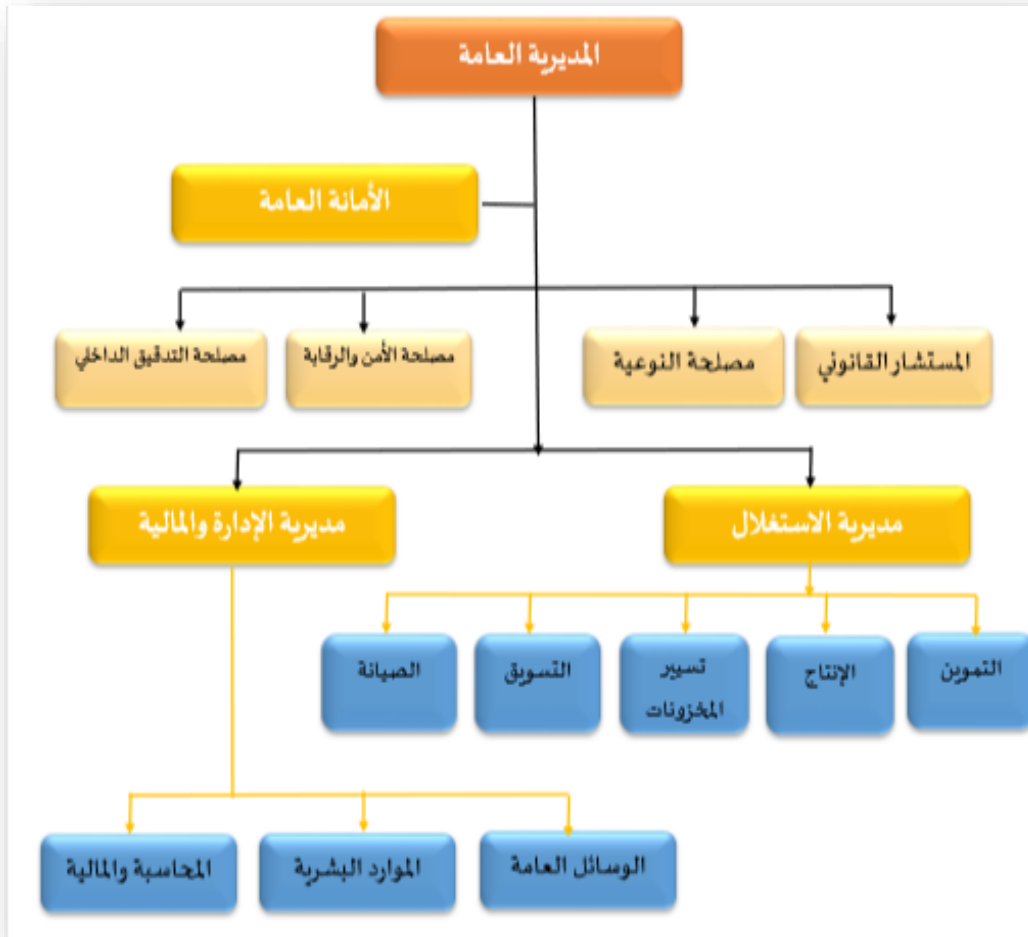 المديرية العامة
الأمانة العامة
المستشار القانوني
مصلحة النوعية
مصلحة الأمن والرقابة
مصلحة التدقيق الداخلي
مديرية الاستغلال
مديرية الإدارة والمالية
التموين
الإنتاج
تسيير
المخزونات
التسويق
الصيانة
الوسائل العامة
الموارد البشرية
المحاسبة والمالية